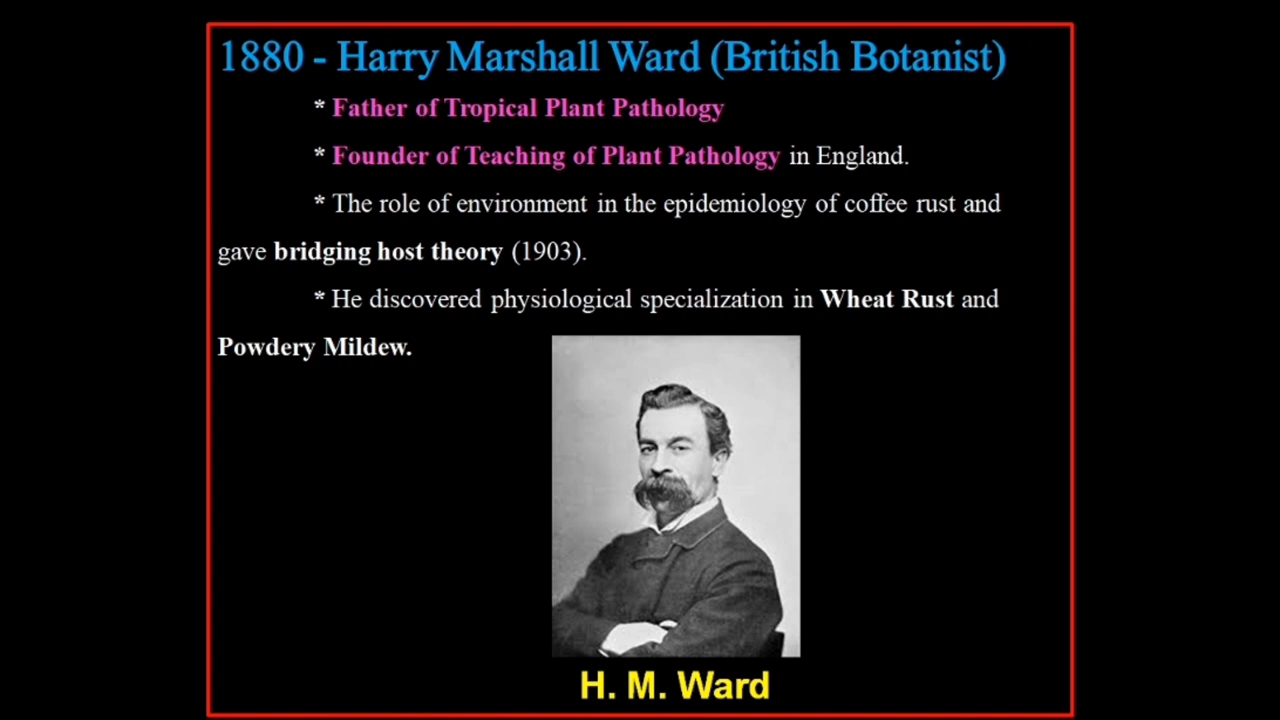 1880 - Harry Marshall Ward (British Botanist)
* Father of Tropical Plant Pathology
* Founder of Teaching of Plant Pathology in England.
* The role of environment in the epidemiology of coffee rust and
gave bridging host theory (1903).
* He discovered physiological specialization in Wheat Rust and
Powdery Mildew.
H. M. Ward